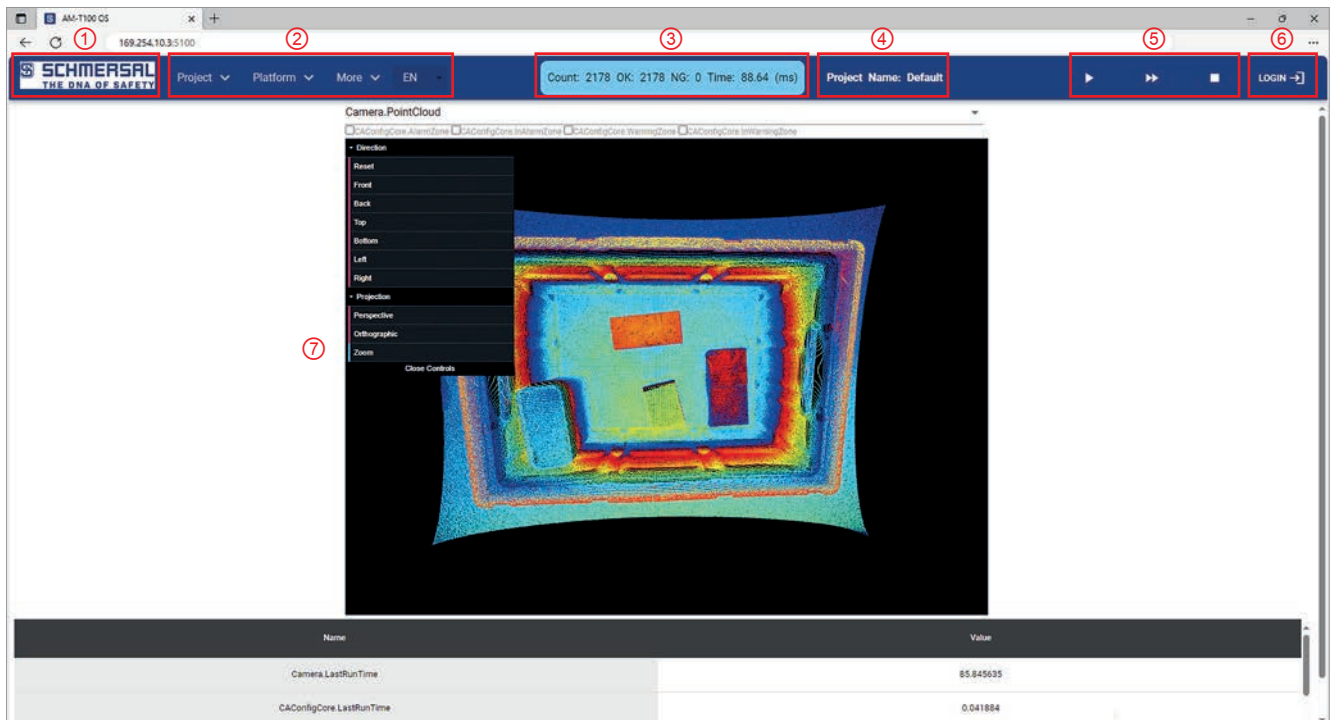 AM-T100 OS
169.254.10.3:5100
① ② ③ ④ ⑤ ⑥
S SCHMERSAL
THE DNA OF SAFETY
Project Platform More EN
Count: 2178 OK: 2178 NG: 0 Time: 88.64 (ms)
Project Name: Default
LOGIN
Camera.PointCloud
CAConfigCore.AlarmZone CAConfigCore.InAlarmZone CAConfigCore.WarningZone CAConfigCore.InWarningZone
Direction
Reset
Front
Back
Top
Bottom
Left
Right
Projection
Perspective
Orthographic
Zoom
Close Controls
⑦
Name Value
Camera.LastRunTime 85.845635
CAConfigCore.LastRunTime 0.041884